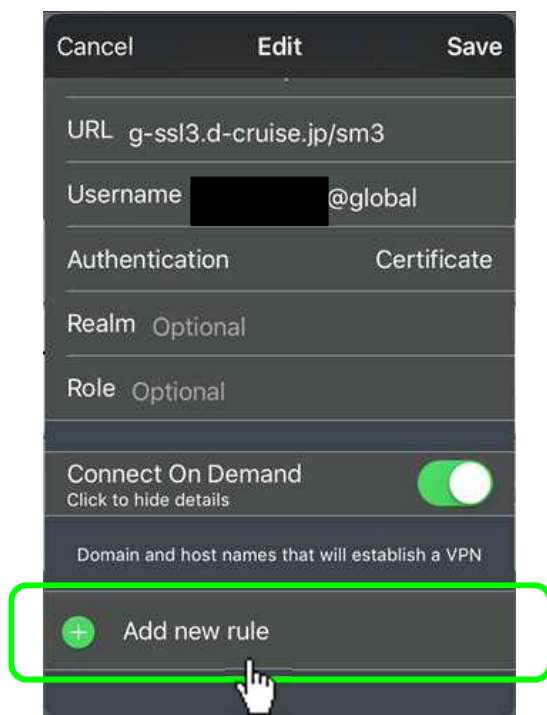 Cancel Edit Save
URL g-ssl3.d-cruise.jp/sm3
Username @global
Authentication Certificate
Realm Optional
Role Optional
Connect On Demand
Click to hide details
Domain and host names that will establish a VPN
Add new rule